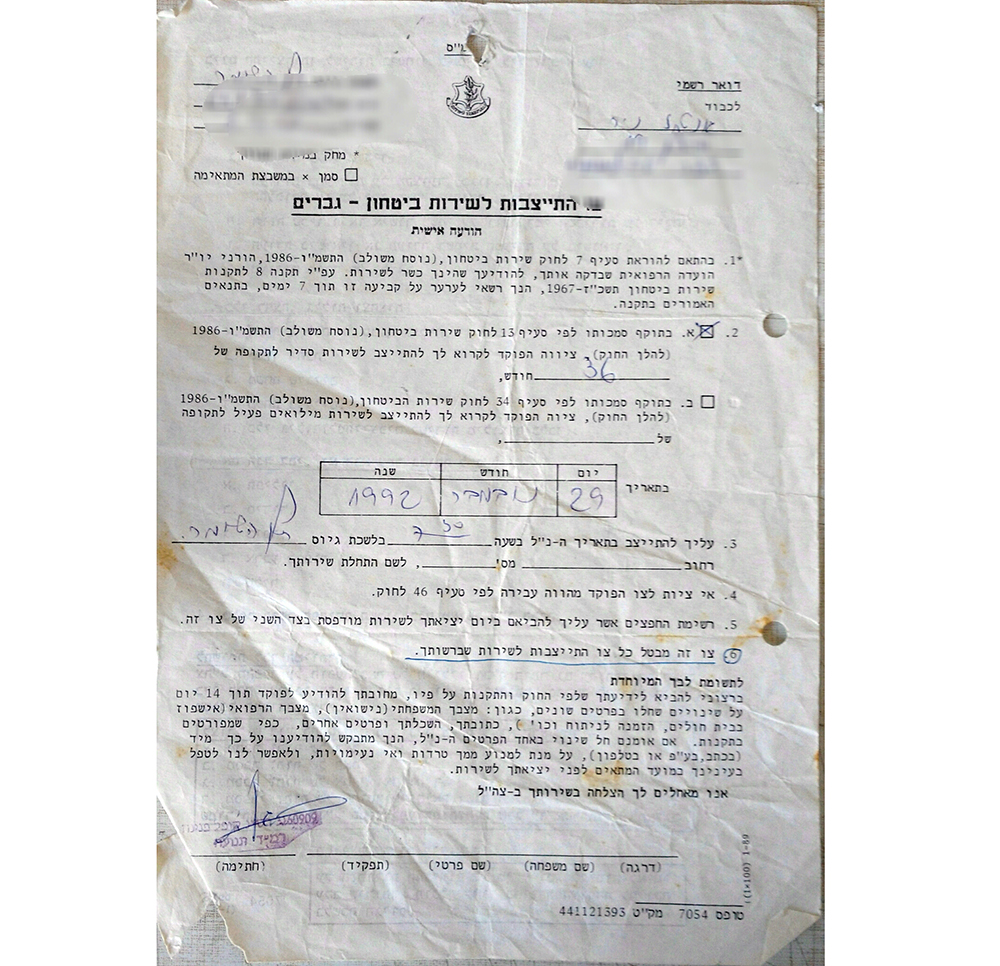 דואר רשמי
לכבוד
* מחק
סמן × במשבצת המתאימה
התייצבות לשירות ביטחון - גברים
הודעה אישית
*1. בהתאם להוראת סעיף 7 לחוק שירות ביטחון,(נוסח משולב) התשמ"ו-1986,הורני יו"ר
הועדה הרפואית שבדקה אותך, להודיעך שהינך כשר לשירות. עפ"י תקנה 8 לתקנות
שירות ביטחון תשכ"ז-1967, הנך רשאי לערער על קביעה זו תוך 7 ימים, בתנאים
האמורים בתקנה.
2. א. בתוקף סמכותו לפי סעיף 13 לחוק שירות ביטחון,(נוסח משולב) התשמ"ו-1986
(להלן החוק), ציווה הפוקד לקרוא לך להתייצב לשירות סדיר לתקופה של
36 חודש,
ב. בתוקף סמכותו לפי סעיף 34 לחוק שירות הביטחון,(נוסח משולב) התשמ"ו-1986
(להלן החוק), ציוה הפוקד לקרוא לך להתייצב לשירות מילואים פעיל לתקופה
של ,
יום חודש שנה
בתאריך 29 נובמבר 1992
3. עליך להתייצב בתאריך ה-נ"ל בשעה 7 30 בלשכת גיוס תל השומר.
רחוב מס' , לשם התחלת שירותך.
4. אי ציות לצו הפוקד מהווה עבירה לפי סעיף 46 לחוק.
5. רשימת החפצים אשר עליך להביאם ביום יציאתך לשירות מודפסת בצד השני של צו זה.
6. צו זה מבטל כל צו התייצבות לשירות שברשותך.
לתשומת לבך המיוחדת
ברצוני להביא לידיעתך שלפי החוק והתקנות על פיו, מחובתך להודיע לפוקד תוך 14 יום
על שינויים שחלו בפרטים שונים, כגון: מצבך המשפחתי(נישואין), מצבך הרפואי(אישפוז
בבית חולים, הזמנה לניתוח וכו'), כתובתך, השכלתך ופרטים אחרים, כפי שמפורטים
בתקנות. אם אומנם חל שינוי באחד הפרטים ה-נ"ל, הנך מתבקש להודיענו על כך מיד
(בכתב,בע"פ או בטלפון), על מנת למנוע ממך טרדות ואי נעימויות, ולאפשר לנו לטפל
בעינינך במועד המתאים לפני יציאתך לשירות.
אנו מאחלים לך הצלחה בשירותך ב-צה"ל
(דרגה) (שם משפחה) (שם פרטי) (תפקיד) (חתימה)
(1×100) 1-89
טופס 7054 מק"ט 441121393